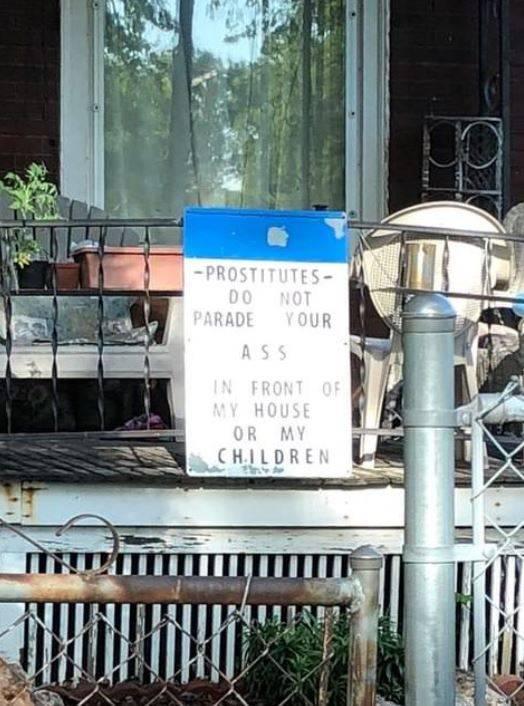 -PROSTITUTES-
DO NOT
PARADE YOUR
ASS
IN FRONT OF
MY HOUSE
OR MY
CHILDREN